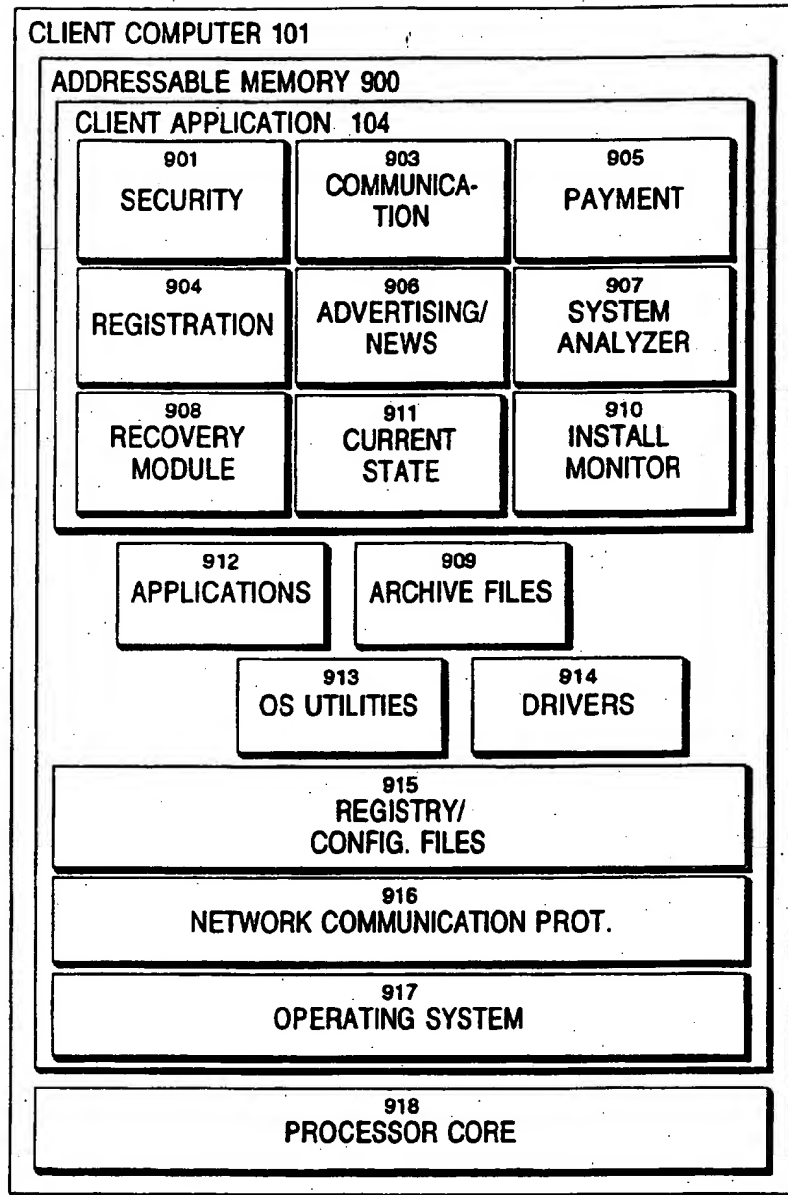 CLIENT COMPUTER 101
ADDRESSABLE MEMORY 900
CLIENT APPLICATION 104
901
SECURITY
903
COMMUNICA-
TION
905
PAYMENT
904
REGISTRATION
906
ADVERTISING/
NEWS
907
SYSTEM
ANALYZER
908
RECOVERY
MODULE
911
CURRENT
STATE
910
INSTALL
MONITOR
912
APPLICATIONS
909
ARCHIVE FILES
913
OS UTILITIES
914
DRIVERS
915
REGISTRY/
CONFIG. FILES
916
NETWORK COMMUNICATION PROT.
917
OPERATING SYSTEM
918
PROCESSOR CORE